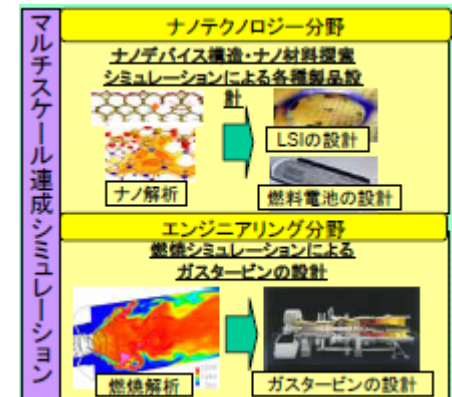 マルチスケール連成シミュレーション
ナノテクノロジー分野
ナノデバイス構造・ナノ材料探索
シミュレーションによる各種製品設
計
LSIの設計
ナノ解析
燃料電池の設計
エンジニアリング分野
燃焼シミュレーションによる
ガスタービンの設計
燃焼解析
ガスタービンの設計